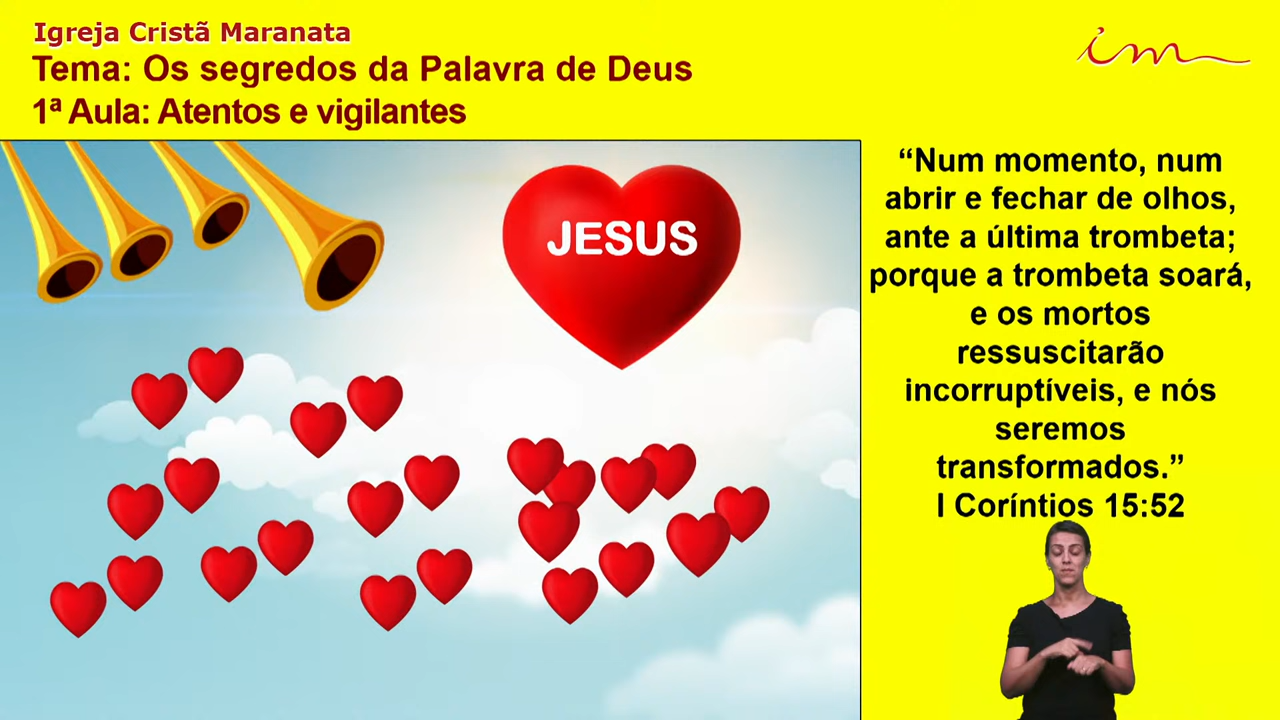 Igreja Cristã Maranata
Tema: Os segredos da Palavra de Deus
1ª Aula: Atentos e vigilantes
im
JESUS
“Num momento, num
abrir e fechar de olhos,
ante a última trombeta;
porque a trombeta soará,
e os mortos
ressuscitarão
incorruptíveis, e nós
seremos
transformados.”
I Coríntios 15:52